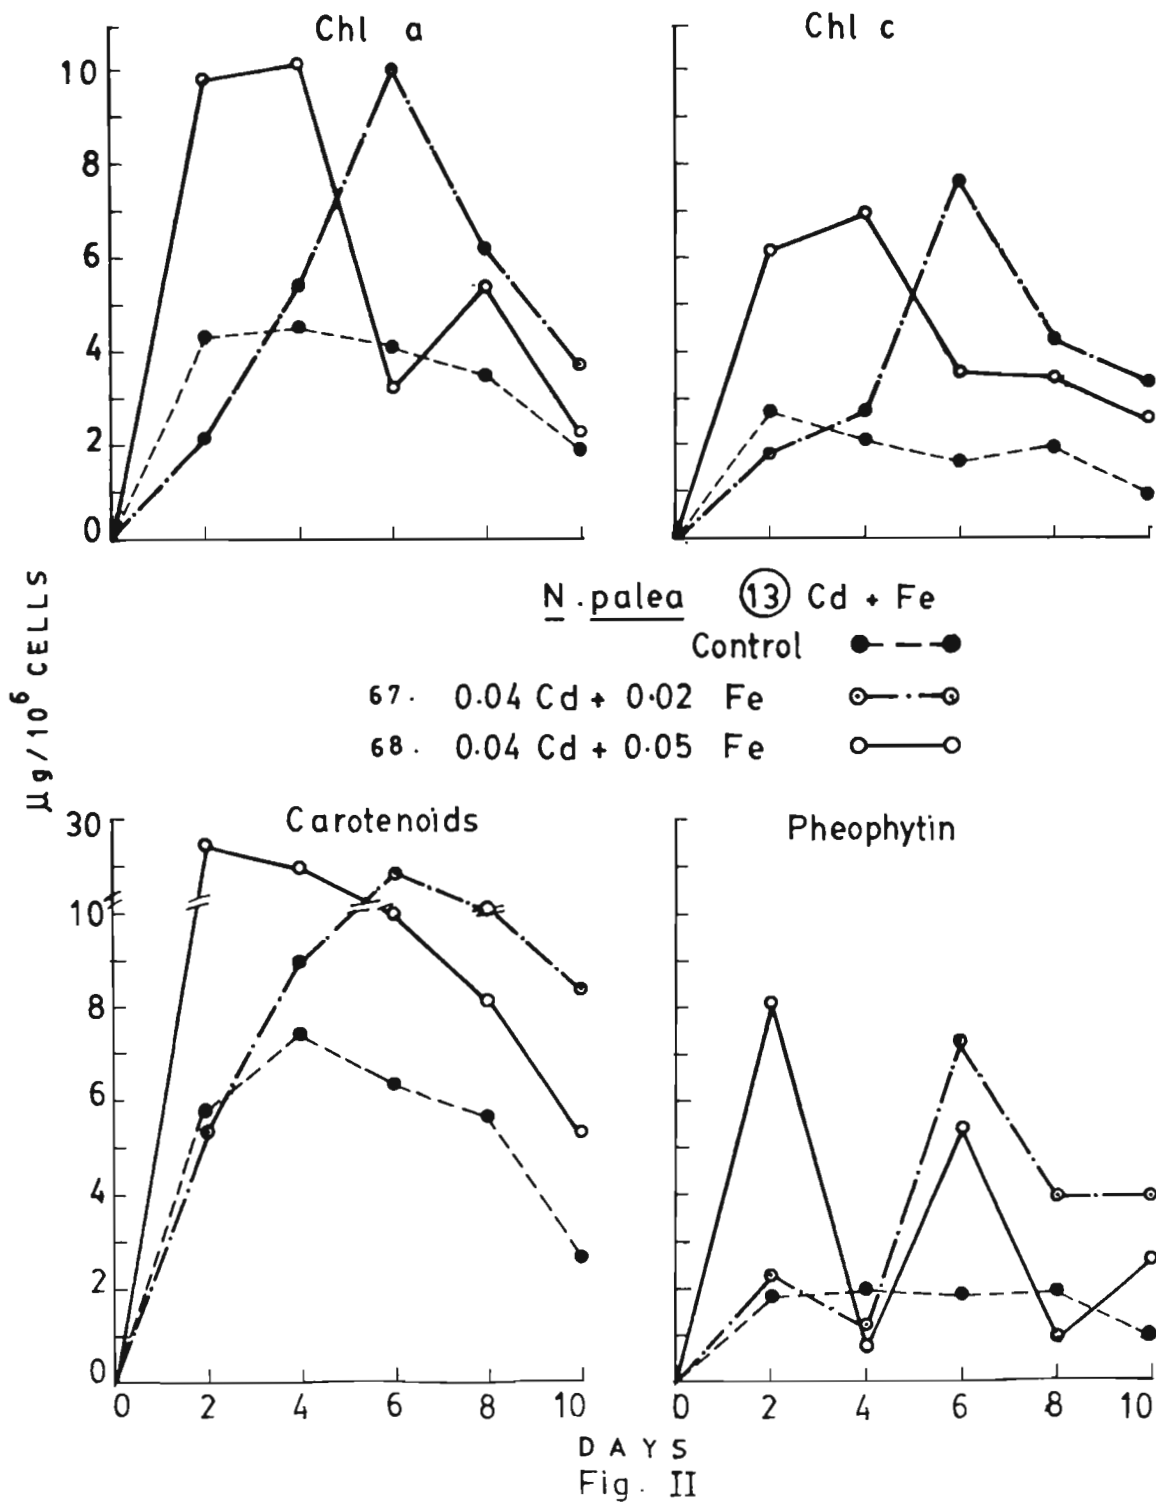 Chl a
Chl c
10
8
6
4
2
0
µg/10⁶ CELLS
N. palea ⑬ Cd + Fe
Control
67. 0.04 Cd + 0.02 Fe
68. 0.04 Cd + 0.05 Fe
Carotenoids
Pheophytin
30
10
8
6
4
2
0
0 2 4 6 8 10
0 2 4 6 8 10
DAYS
Fig. II